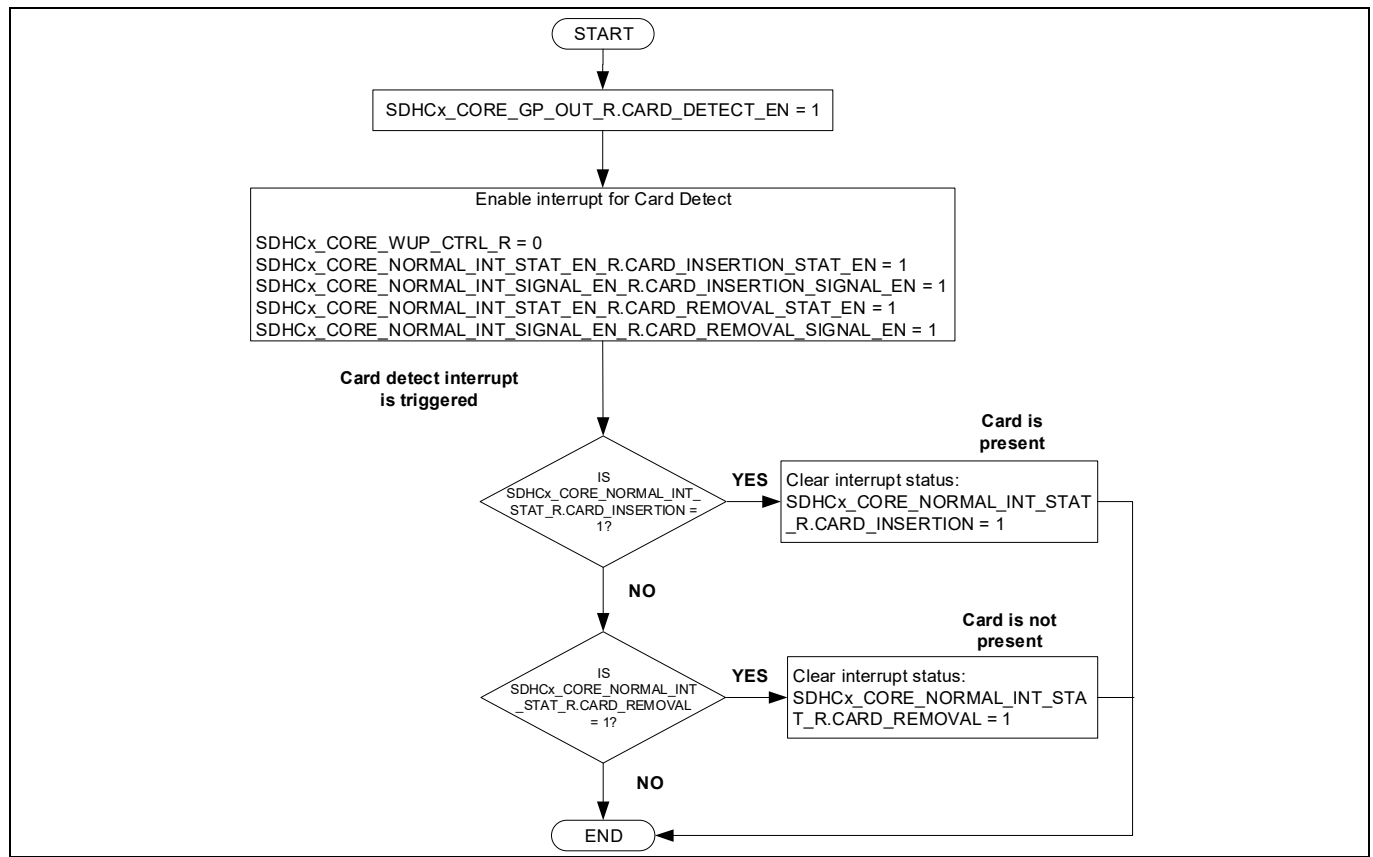 START
SDHCx_CORE_GP_OUT_R.CARD_DETECT_EN = 1
Enable interrupt for Card Detect
SDHCx_CORE_WUP_CTRL_R = 0
SDHCx_CORE_NORMAL_INT_STAT_EN_R.CARD_INSERTION_STAT_EN = 1
SDHCx_CORE_NORMAL_INT_SIGNAL_EN_R.CARD_INSERTION_SIGNAL_EN = 1
SDHCx_CORE_NORMAL_INT_STAT_EN_R.CARD_REMOVAL_STAT_EN = 1
SDHCx_CORE_NORMAL_INT_SIGNAL_EN_R.CARD_REMOVAL_SIGNAL_EN = 1
Card detect interrupt
is triggered
IS
SDHCx_CORE_NORMAL_INT_
STAT_R.CARD_INSERTION =
1?
YES
Card is
present
Clear interrupt status:
SDHCx_CORE_NORMAL_INT_STAT
_R.CARD_INSERTION = 1
NO
IS
SDHCx_CORE_NORMAL_INT
_STAT_R.CARD_REMOVAL
= 1?
YES
Card is not
present
Clear interrupt status:
SDHCx_CORE_NORMAL_INT_STA
T_R.CARD_REMOVAL = 1
NO
END